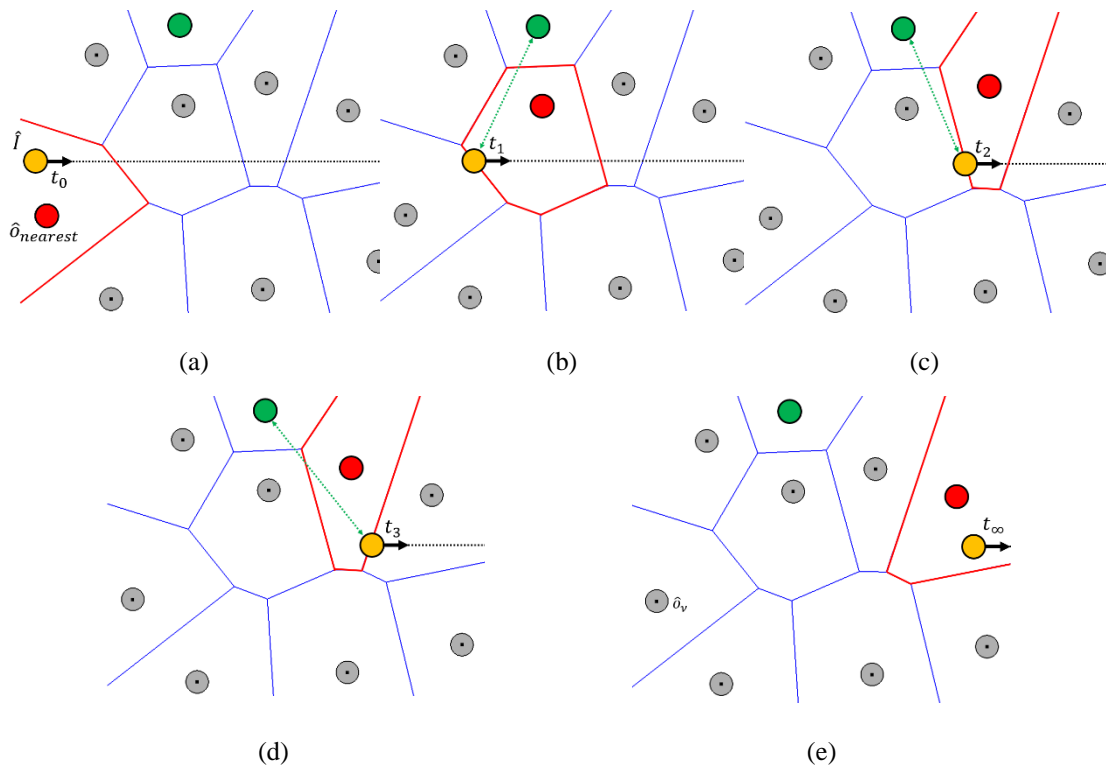 Î
t₀
ô_nearest
(a)
t₁
(b)
t₂
(c)
t₃
(d)
t∞
ô_v
(e)